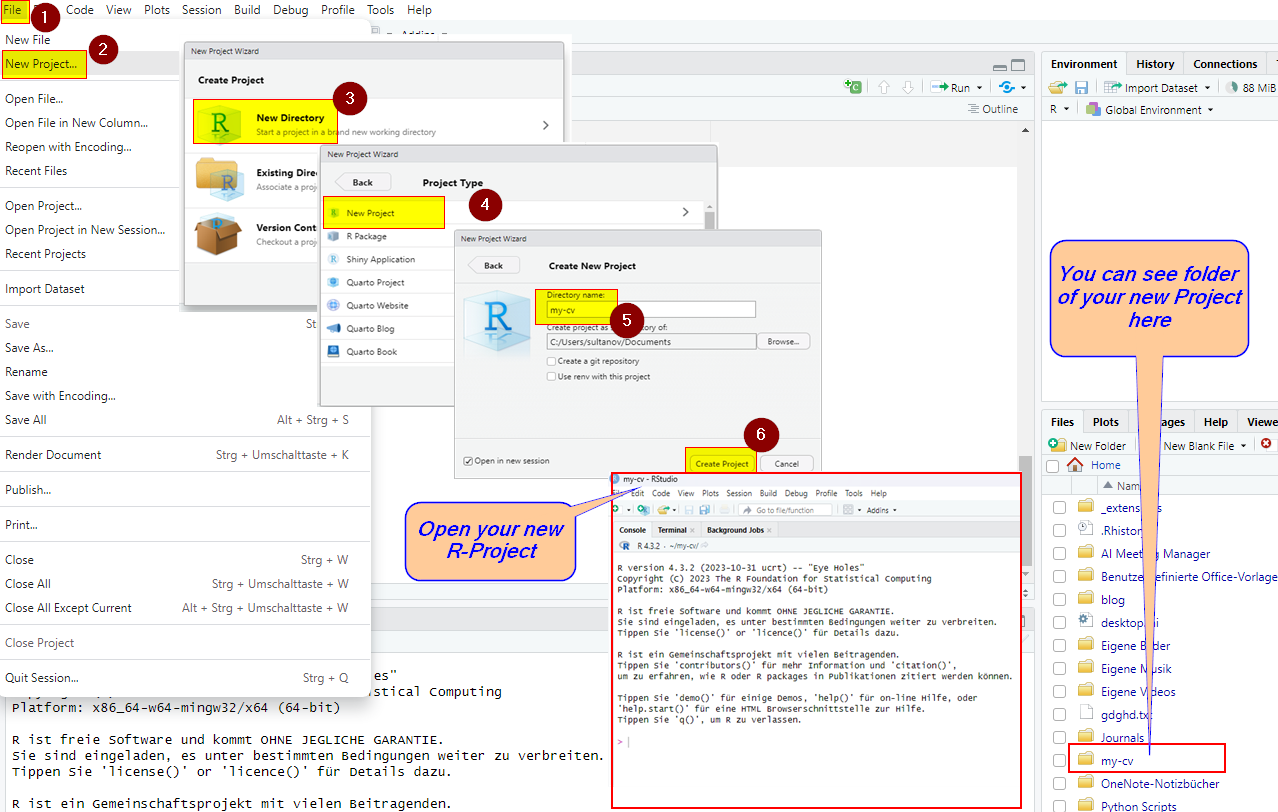 File
Code View Plots Session Build Debug Profile Tools Help
1
New File
2
New Project...
Open File...
Open File in New Column...
Reopen with Encoding...
Recent Files
Open Project...
Open Project in New Session...
Recent Projects
Import Dataset
Save
Save As...
Rename
Save with Encoding...
Save All Alt + Strg + S
Render Document Strg + Umschalttaste + K
Publish...
Print...
Close Strg + W
Close All Strg + Umschalttaste + W
Close All Except Current Alt + Strg + Umschalttaste + W
Close Project
Quit Session... Strg + Q
New Project Wizard
Create Project
3
New Directory
Start a project in a brand new working directory
Existing
Associate a
Version
Checkout a
New Project Wizard
Back Project Type
4
New Project
R Package
Shiny Application
Quarto Project
Quarto Website
Quarto Blog
Quarto Book
New Project Wizard
Back Create New Project
Directory name:
my-cv
5
Create project as
of:
C:/Users/sultanov/Documents Browse...
Create a git repository
Use renv with this project
6
Open in new session Create Project Cancel
Open your new
R-Project
my-cv - RStudio
Edit Code View Plots Session Build Debug Profile Tools Help
Go to file/function Addins
Console Terminal Background Jobs
R 4.3.2 · ~/my-cv/
R version 4.3.2 (2023-10-31 ucrt) -- "Eye Holes"
Copyright (C) 2023 The R Foundation for Statistical Computing
Platform: x86_64-w64-mingw32/x64 (64-bit)
R ist freie Software und kommt OHNE JEGLICHE GARANTIE.
Sie sind eingeladen, es unter bestimmten Bedingungen weiter zu verbreiten.
Tippen Sie 'license()' or 'licence()' für Details dazu.
R ist ein Gemeinschaftsprojekt mit vielen Beitragenden.
Tippen Sie 'contributors()' für mehr Information und 'citation()',
um zu erfahren, wie R oder R packages in Publikationen zitiert werden können.
Tippen Sie 'demo()' für einige Demos, 'help()' für on-line Hilfe, oder
'help.start()' für eine HTML Browserschnittstelle zur Hilfe.
Tippen Sie 'q()', um R zu verlassen.
>
Platform: x86_64-w64-mingw32/x64 (64-bit)
R ist freie Software und kommt OHNE JEGLICHE GARANTIE.
Sie sind eingeladen, es unter bestimmten Bedingungen weiter zu verbreiten.
Tippen Sie 'license()' or 'licence()' für Details dazu.
R ist ein Gemeinschaftsprojekt mit vielen Beitragenden.
Run
Outline
Environment History Connections
Import Dataset 88 MiB
R Global Environment
You can see folder
of your new Project
here
Files Plots Help
New Folder New Blank File
Home
_extensions
AI Meeting Manager
blog
Eigene Bilder
Eigene Musik
Eigene Videos
gdghd.txt
Journals
my-cv
OneNote-Notizbücher
Python Scripts